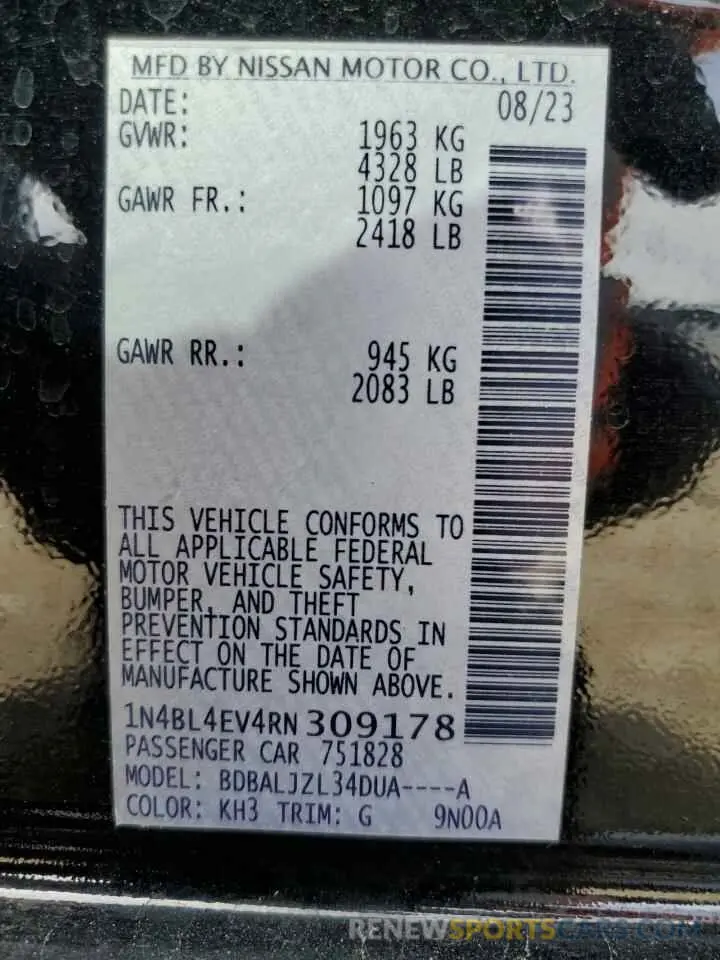 MFD BY NISSAN MOTOR CO., LTD.
DATE: 08/23
GVWR: 1963 KG
4328 LB
GAWR FR.: 1097 KG
2418 LB
GAWR RR.: 945 KG
2083 LB
THIS VEHICLE CONFORMS TO
ALL APPLICABLE FEDERAL
MOTOR VEHICLE SAFETY,
BUMPER, AND THEFT
PREVENTION STANDARDS IN
EFFECT ON THE DATE OF
MANUFACTURE SHOWN ABOVE.
1N4BL4EV4RN 309178
PASSENGER CAR 751828
MODEL: BDBALJZL34DUA----A
COLOR: KH3 TRIM: G 9N00A
RENEWSPORTSCARS.COM